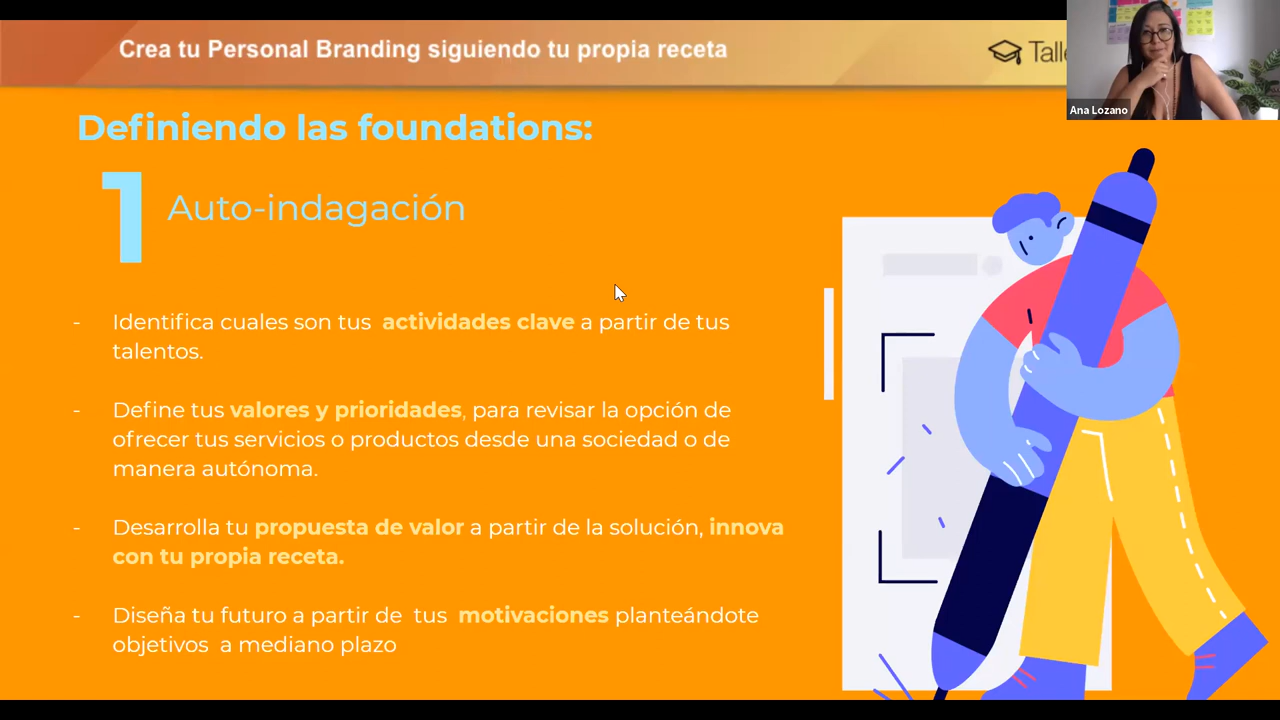 Crea tu Personal Branding siguiendo tu propia receta
Ana Lozano
Definiendo las foundations:
1 Auto-indagación
- Identifica cuales son tus actividades clave a partir de tus
talentos.
- Define tus valores y prioridades, para revisar la opción de
ofrecer tus servicios o productos desde una sociedad o de
manera autónoma.
- Desarrolla tu propuesta de valor a partir de la solución, innova
con tu propia receta.
- Diseña tu futuro a partir de tus motivaciones planteándote
objetivos a mediano plazo